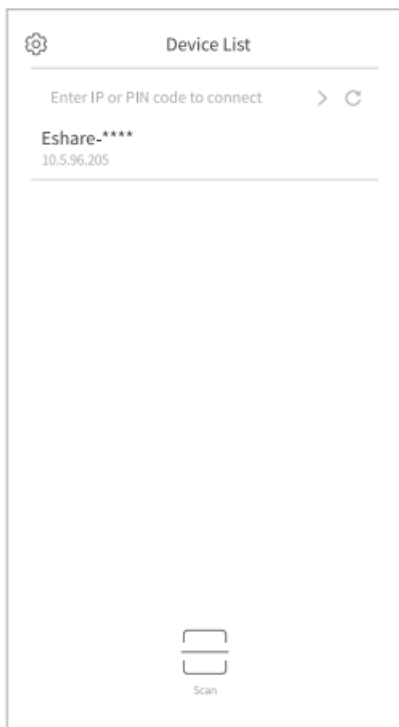 Device List
Enter IP or PIN code to connect
Eshare-****
10.5.96.205
Scan